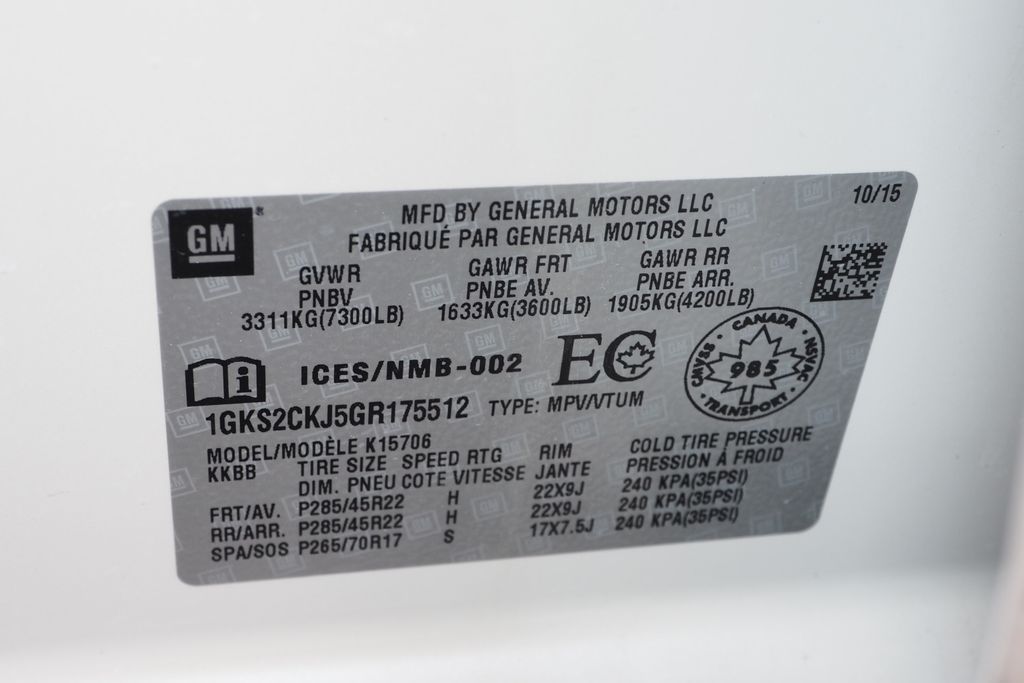 GM
10/15
MFD BY GENERAL MOTORS LLC
FABRIQUÉ PAR GENERAL MOTORS LLC
GVWR GAWR FRT GAWR RR
PNBV PNBE AV. PNBE ARR.
3311KG(7300LB) 1633KG(3600LB) 1905KG(4200LB)
ICES/NMB-002 EC
CANADA
CMVSS 985 NSVAC
TRANSPORT
1GKS2CKJ5GR175512 TYPE: MPV/VTUM
MODEL/MODÈLE K15706
KKBB TIRE SIZE SPEED RTG RIM COLD TIRE PRESSURE
DIM. PNEU COTE VITESSE JANTE PRESSION À FROID
FRT/AV. P285/45R22 H 22X9J 240 KPA(35PSI)
RR/ARR. P285/45R22 H 22X9J 240 KPA(35PSI)
SPA/SOS P265/70R17 S 17X7.5J 240 KPA(35PSI)